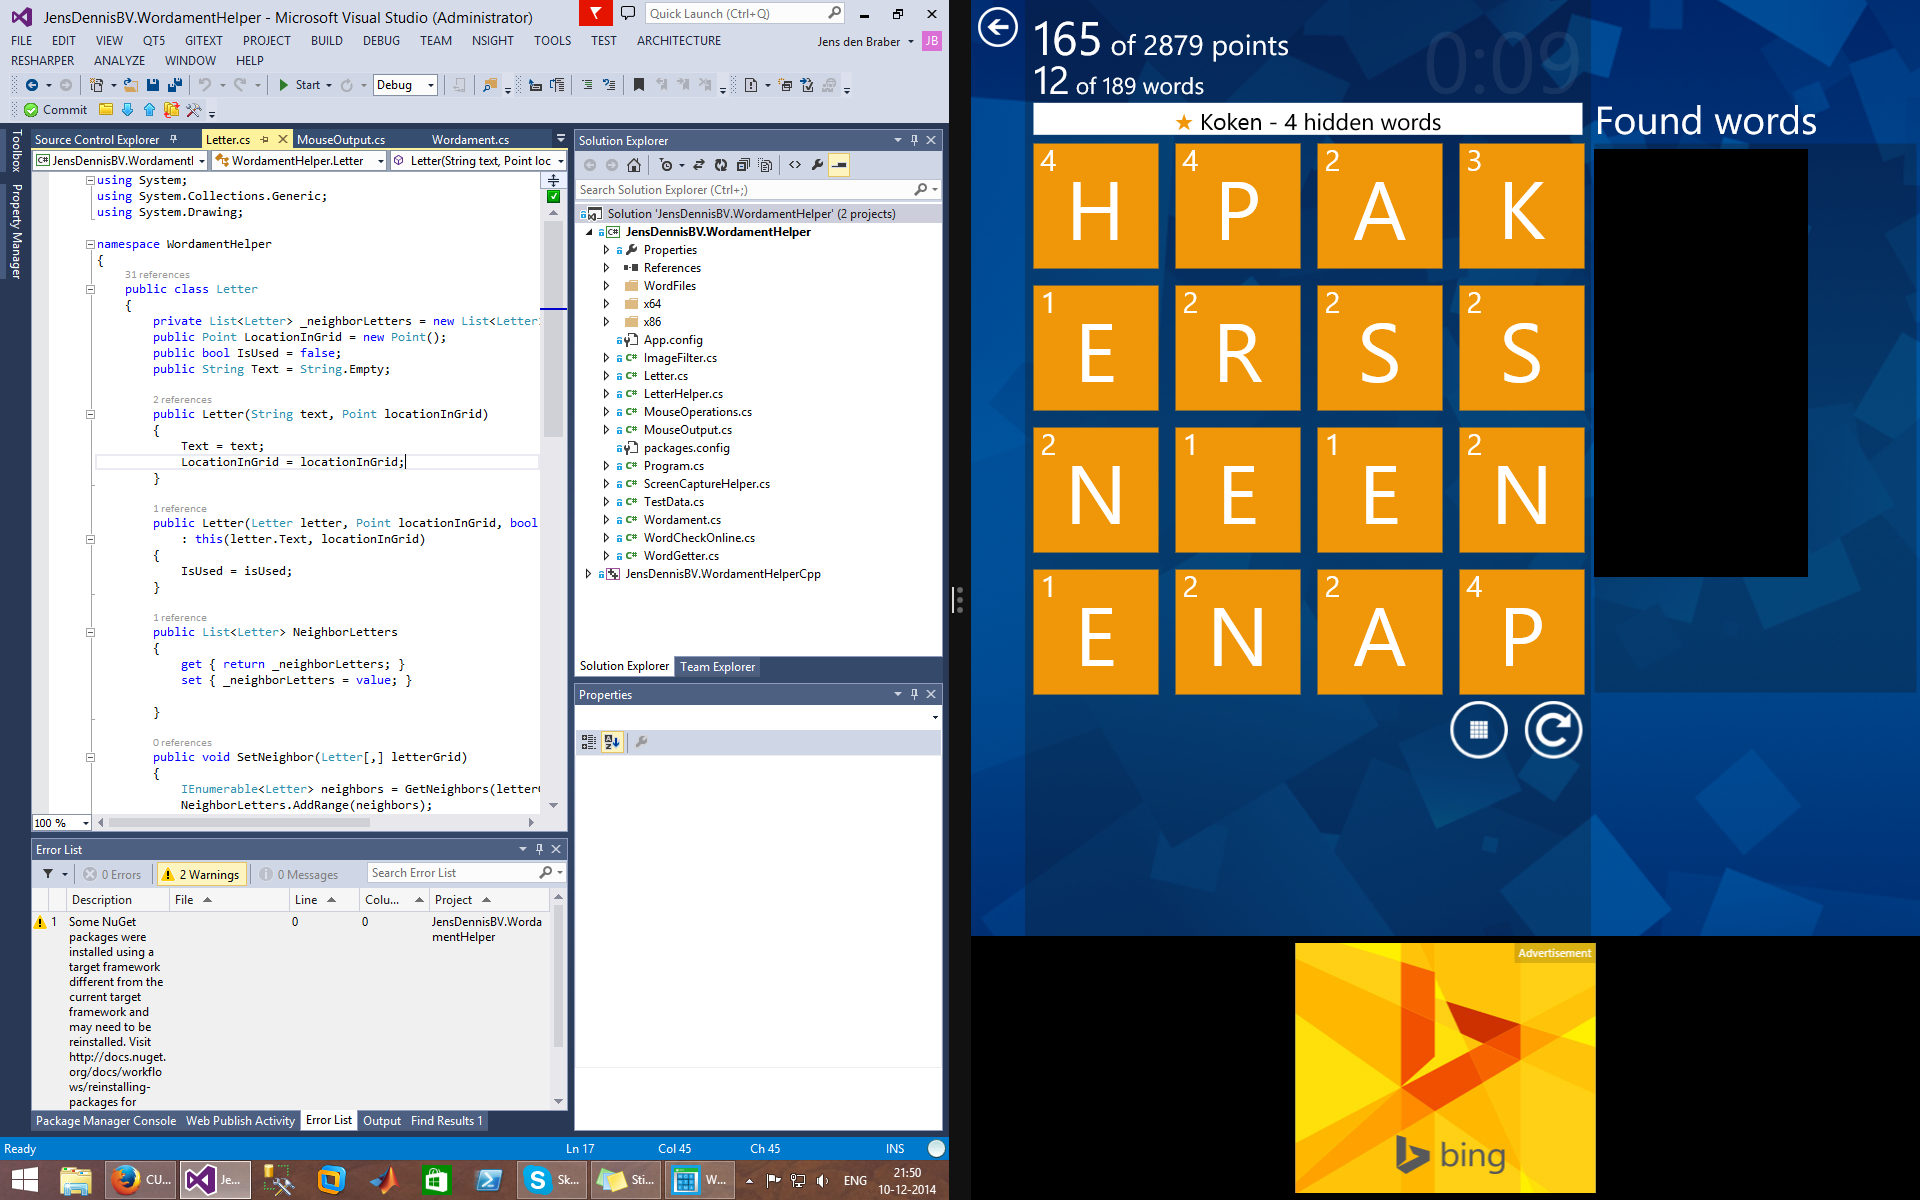 JensDennisBV.WordamentHelper - Microsoft Visual Studio (Administrator)
Quick Launch (Ctrl+Q)
FILE EDIT VIEW QT5 GITEXT PROJECT BUILD DEBUG TEAM NSIGHT TOOLS TEST ARCHITECTURE
Jens den Braber
JB
RESHARPER ANALYZE WINDOW HELP
Start
Debug
Commit
Toolbox
Property Manager
Source Control Explorer
Letter.cs
MouseOutput.cs
Wordament.cs
JensDennisBV.WordamentI
WordamentHelper.Letter
Letter(String text, Point loc
using System;
using System.Collections.Generic;
using System.Drawing;
namespace WordamentHelper
{
31 references
public class Letter
{
private List<Letter> _neighborLetters = new List<Letter
public Point LocationInGrid = new Point();
public bool IsUsed = false;
public String Text = String.Empty;
2 references
public Letter(String text, Point locationInGrid)
{
Text = text;
LocationInGrid = locationInGrid;
}
1 reference
public Letter(Letter letter, Point locationInGrid, bool
: this(letter.Text, locationInGrid)
{
IsUsed = isUsed;
}
1 reference
public List<Letter> NeighborLetters
{
get { return _neighborLetters; }
set { _neighborLetters = value; }
}
0 references
public void SetNeighbor(Letter[,] letterGrid)
{
IEnumerable<Letter> neighbors = GetNeighbors(letter
NeighborLetters.AddRange(neighbors);
100 %
Solution Explorer
Search Solution Explorer (Ctrl+;)
Solution 'JensDennisBV.WordamentHelper' (2 projects)
JensDennisBV.WordamentHelper
Properties
References
WordFiles
x64
x86
App.config
ImageFilter.cs
Letter.cs
LetterHelper.cs
MouseOperations.cs
MouseOutput.cs
packages.config
Program.cs
ScreenCaptureHelper.cs
TestData.cs
Wordament.cs
WordCheckOnline.cs
WordGetter.cs
JensDennisBV.WordamentHelperCpp
Solution Explorer
Team Explorer
Properties
Error List
0 Errors
2 Warnings
0 Messages
Search Error List
Description
File
Line
Colu...
Project
1
Some NuGet
packages were
installed using a
target framework
different from the
current target
framework and
may need to be
reinstalled. Visit
http://docs.nuget.
org/docs/workflo
ws/reinstalling-
packages for
0
0
JensDennisBV.Worda
mentHelper
Package Manager Console
Web Publish Activity
Error List
Output
Find Results 1
Ready
Ln 17
Col 45
Ch 45
INS
CU...
Je...
Sk...
Sti...
W...
ENG
21:50
10-12-2014
165 of 2879 points
0:09
12 of 189 words
Koken - 4 hidden words
Found words
4 H 4 P 2 A 3 K
1 E 2 R 2 S 2 S
2 N 1 E 1 E 2 N
1 E 2 N 2 A 4 P
Advertisement
bing